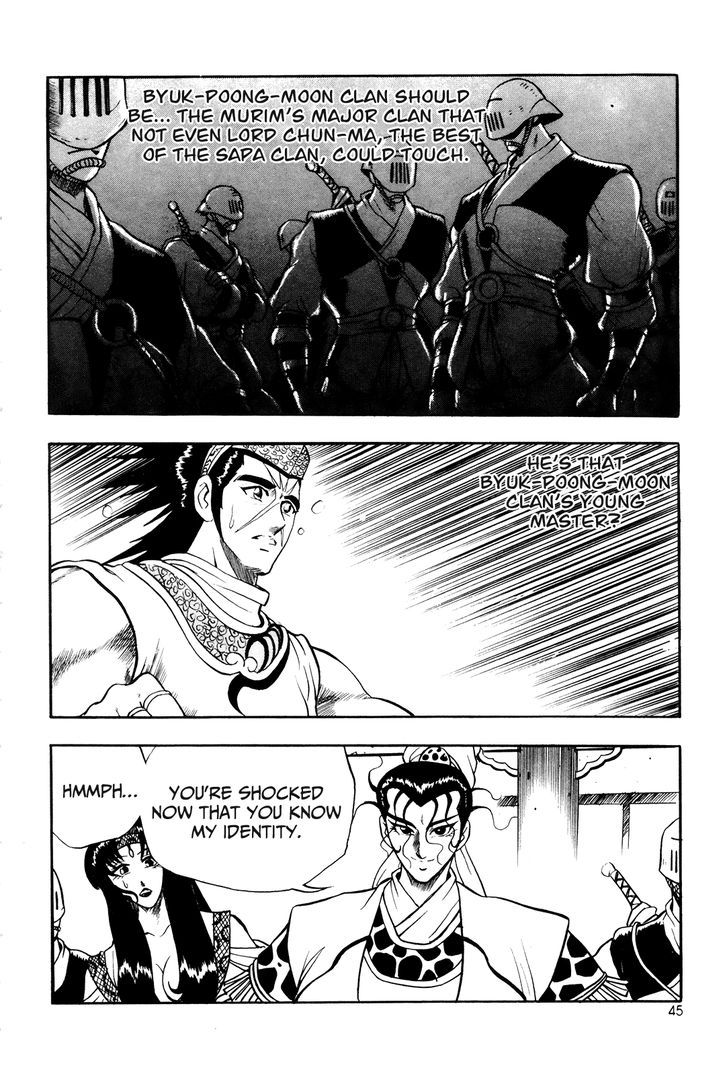 BYUK-POONG-MOON CLAN SHOULD
BE... THE MURIM'S MAJOR CLAN THAT
NOT EVEN LORD CHUN-MA, THE BEST
OF THE SAPA CLAN, COULD TOUCH.
HE'S THAT
BYUK-POONG-MOON
CLAN'S YOUNG
MASTER?
HMMPH...
YOU'RE SHOCKED
NOW THAT YOU KNOW
MY IDENTITY.
45